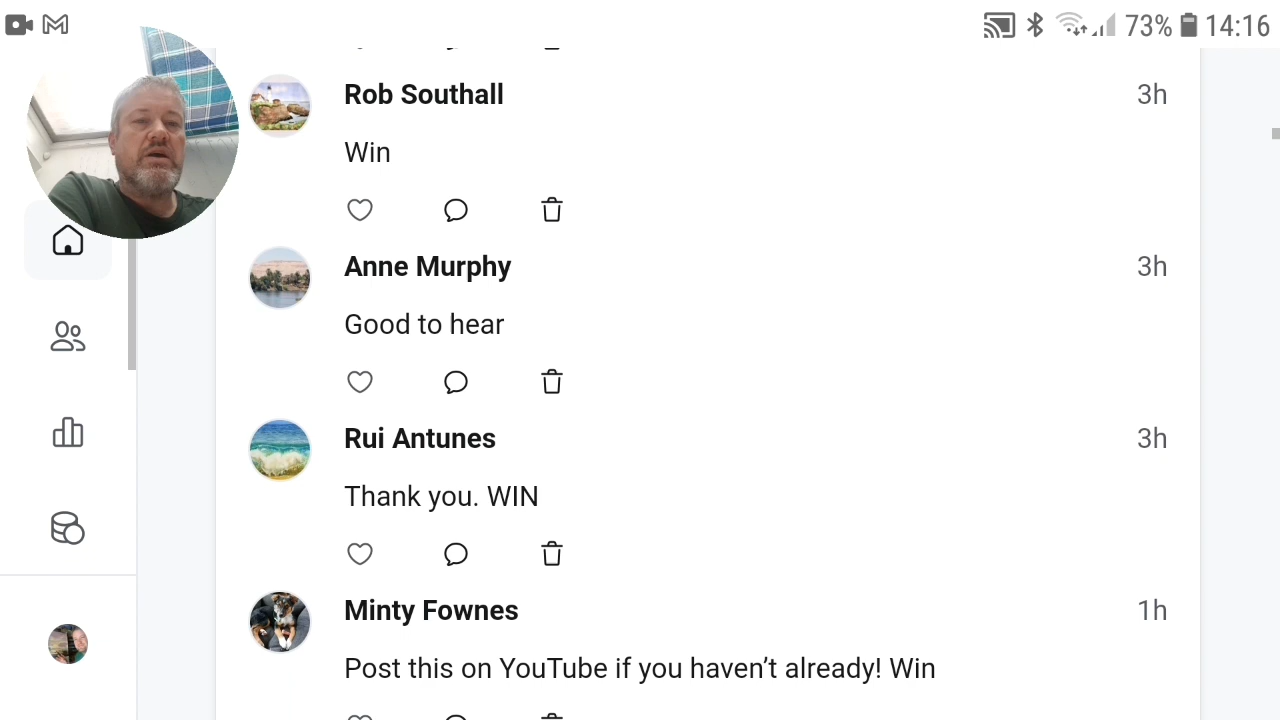 73% 14:16
Rob Southall 3h
Win
Anne Murphy 3h
Good to hear
Rui Antunes 3h
Thank you. WIN
Minty Fownes 1h
Post this on YouTube if you haven’t already! Win